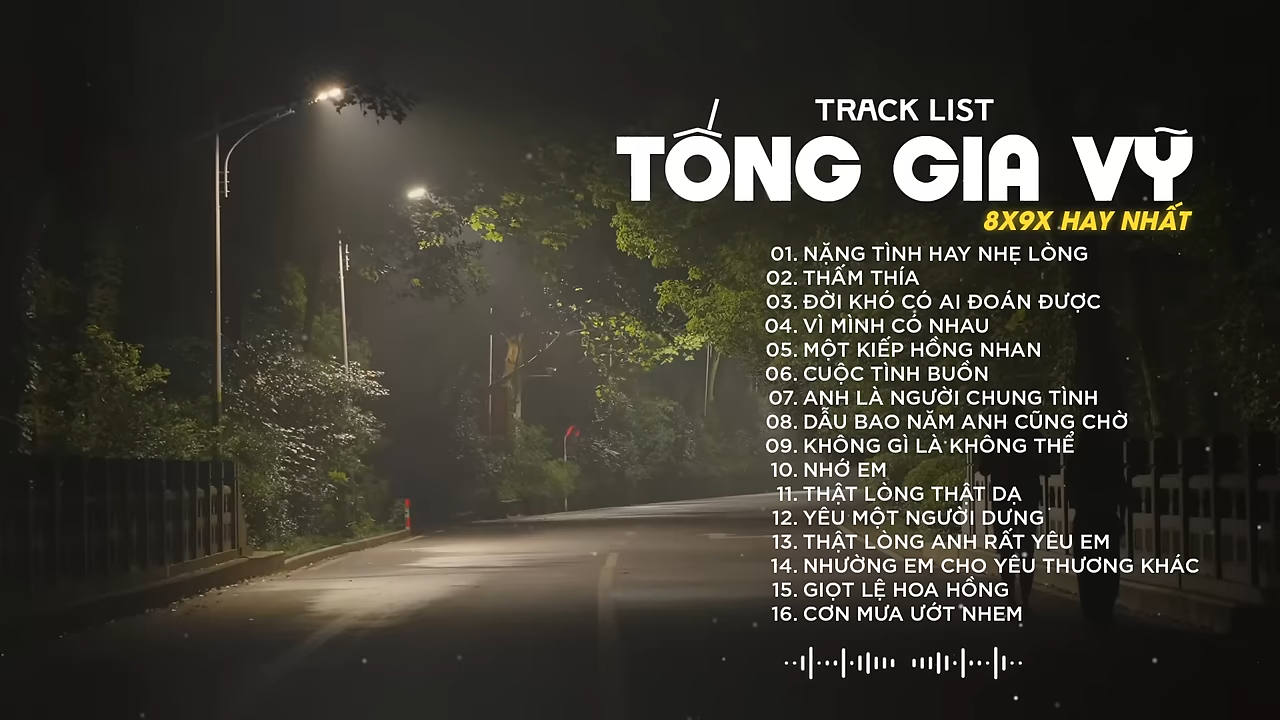 TRACK LIST
TỐNG GIA VỸ
8X9X HAY NHẤT
01. NẶNG TÌNH HAY NHẸ LÒNG
02. THẤM THÍA
03. ĐỜI KHÓ CÓ AI ĐOÁN ĐƯỢC
04. VÌ MÌNH CÓ NHAU
05. MỘT KIẾP HỒNG NHAN
06. CUỘC TÌNH BUỒN
07. ANH LÀ NGƯỜI CHUNG TÌNH
08. DẪU BAO NĂM ANH CŨNG CHỜ
09. KHÔNG GÌ LÀ KHÔNG THỂ
10. NHỚ EM
11. THẬT LÒNG THẬT DẠ
12. YÊU MỘT NGƯỜI DƯNG
13. THẬT LÒNG ANH RẤT YÊU EM
14. NHƯỜNG EM CHO YÊU THƯƠNG KHÁC
15. GIỌT LỆ HOA HỒNG
16. CƠN MƯA ƯỚT NHEM